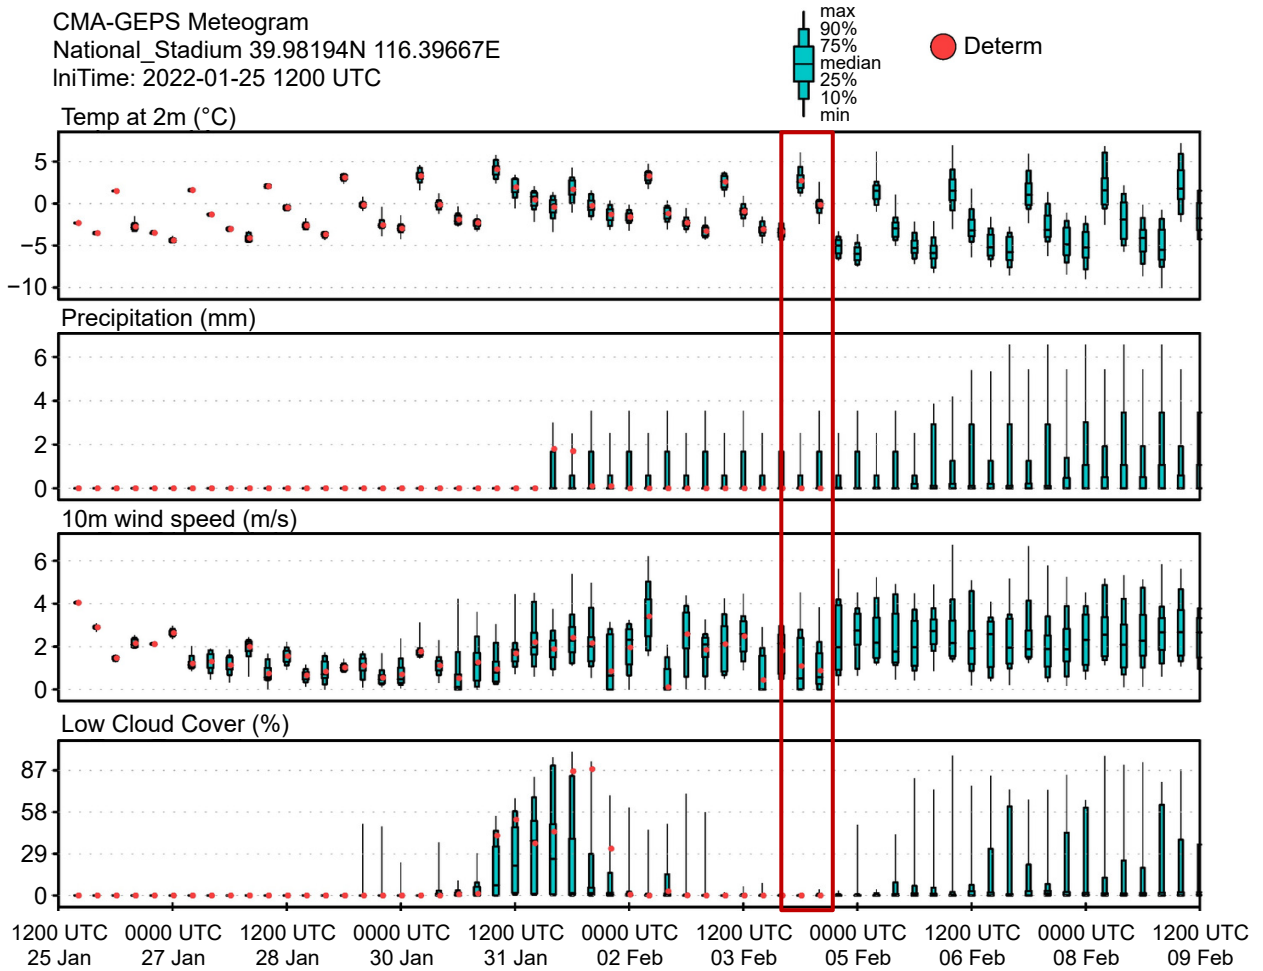 CMA-GEPS Meteogram
National_Stadium 39.98194N 116.39667E
IniTime: 2022-01-25 1200 UTC
max
90%
75%
median
25%
10%
min
Determ
Temp at 2m (°C)
5
0
−5
−10
Precipitation (mm)
6
4
2
0
10m wind speed (m/s)
6
4
2
0
Low Cloud Cover (%)
87
58
29
0
1200 UTC 0000 UTC 1200 UTC 0000 UTC 1200 UTC 0000 UTC 1200 UTC 0000 UTC 1200 UTC 0000 UTC 1200 UTC
25 Jan 27 Jan 28 Jan 30 Jan 31 Jan 02 Feb 03 Feb 05 Feb 06 Feb 08 Feb 09 Feb